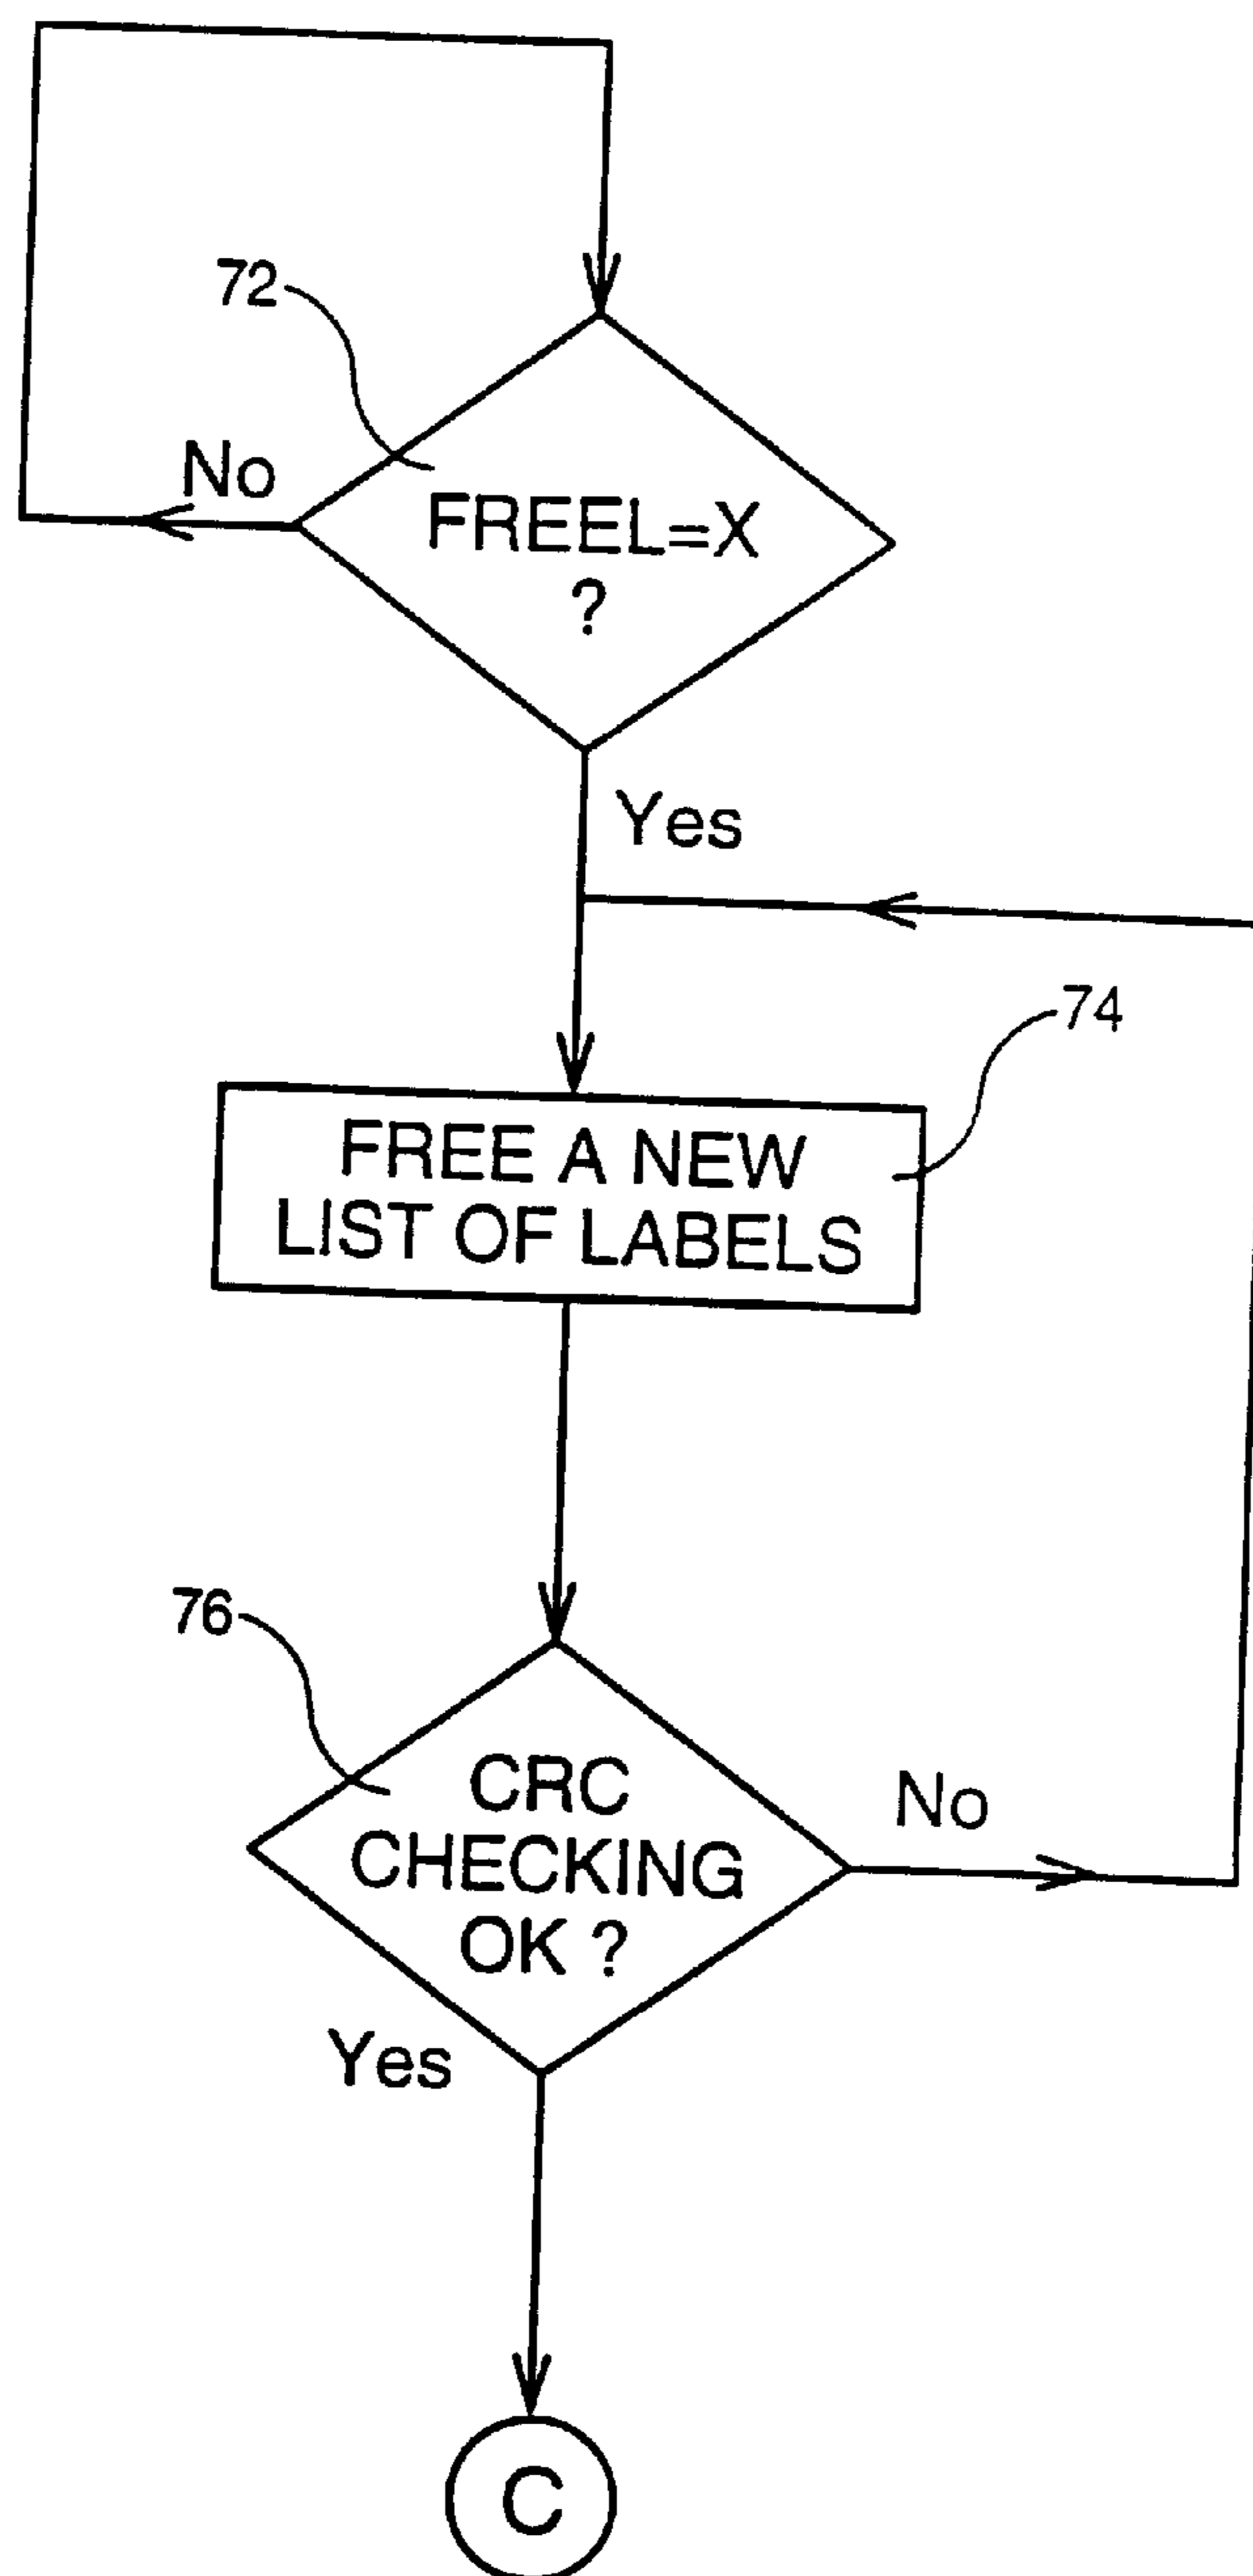 72
No
FREEL=X
?
Yes
74
FREE A NEW
LIST OF LABELS
76
CRC
CHECKING
OK ?
No
Yes
C